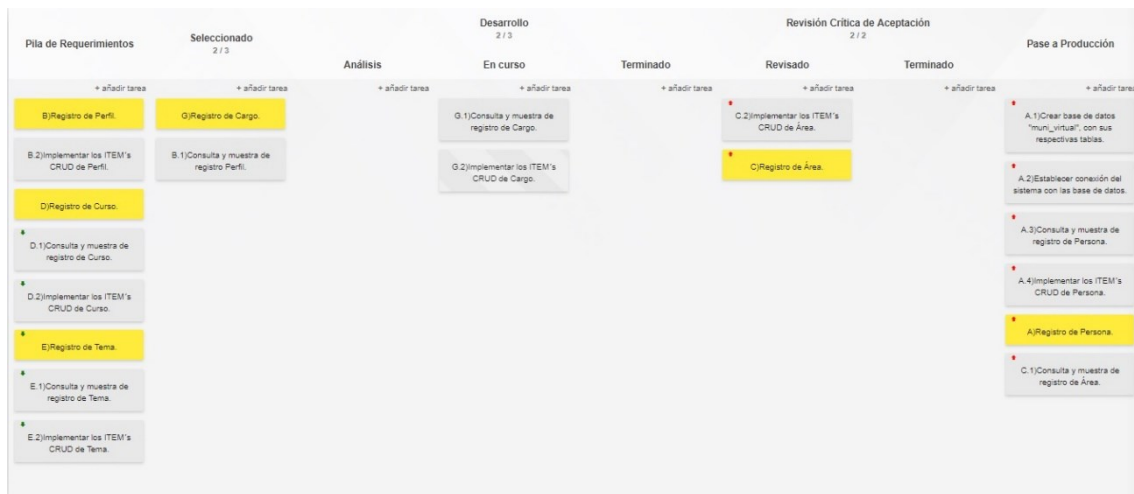 Pila de Requerimientos
Seleccionado
2 / 3
Desarrollo
2 / 3
Revisión Crítica de Aceptación
2 / 2
Pase a Producción
Análisis
En curso
Terminado
Revisado
Terminado
+ añadir tarea
+ añadir tarea
+ añadir tarea
+ añadir tarea
+ añadir tarea
+ añadir tarea
+ añadir tarea
+ añadir tarea
B)Registro de Perfil.
B.2)Implementar los ITEM's
CRUD de Perfil.
D)Registro de Curso.
D.1)Consulta y muestra de
registro de Curso.
D.2)Implementar los ITEM's
CRUD de Curso.
E)Registro de Tema.
E.1)Consulta y muestra de
registro de Tema.
E.2)Implementar los ITEM's
CRUD de Tema.
G)Registro de Cargo.
B.1)Consulta y muestra de
registro Perfil.
G.1)Consulta y muestra de
registro de Cargo.
G.2)Implementar los ITEM's
CRUD de Cargo.
C.2)Implementar los ITEM's
CRUD de Área.
C)Registro de Área.
A.1)Crear base de datos
"muni_virtual", con sus
respectivas tablas.
A.2)Establecer conexión del
sistema con las base de datos.
A.3)Consulta y muestra de
registro de Persona.
A.4)Implementar los ITEM's
CRUD de Persona.
A)Registro de Persona.
C.1)Consulta y muestra de
registro de Área.